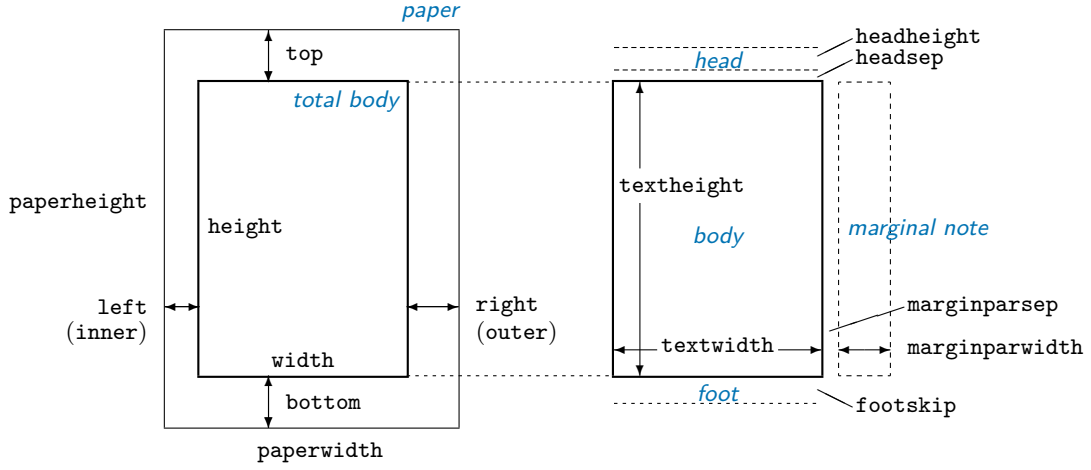 paper
top
total body
paperheight
height
left
(inner)
right
(outer)
width
bottom
paperwidth
headheight
head
headsep
textheight
body
marginal note
marginparsep
textwidth
marginparwidth
foot
footskip